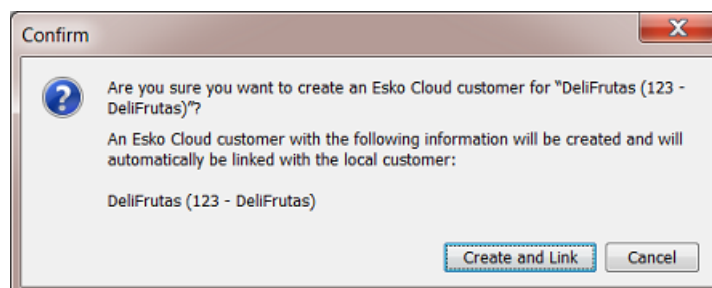 Confirm
Are you sure you want to create an Esko Cloud customer for "DeliFrutas (123 -
DeliFrutas)"?
An Esko Cloud customer with the following information will be created and will
automatically be linked with the local customer:
DeliFrutas (123 - DeliFrutas)
Create and Link
Cancel